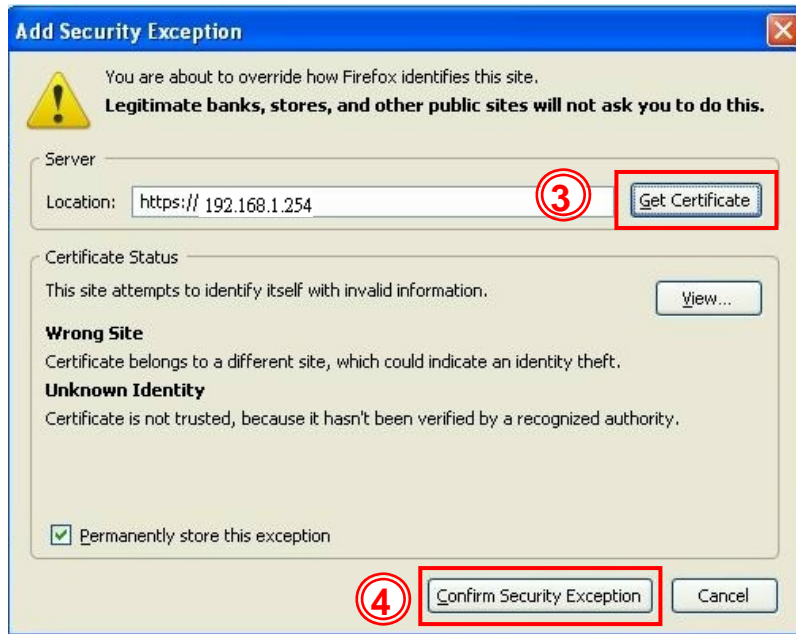 Add Security Exception
You are about to override how Firefox identifies this site.
Legitimate banks, stores, and other public sites will not ask you to do this.
Server
Location: https:// 192.168.1.254 3 Get Certificate
Certificate Status
This site attempts to identify itself with invalid information. View...
Wrong Site
Certificate belongs to a different site, which could indicate an identity theft.
Unknown Identity
Certificate is not trusted, because it hasn't been verified by a recognized authority.
Permanently store this exception
4 Confirm Security Exception Cancel